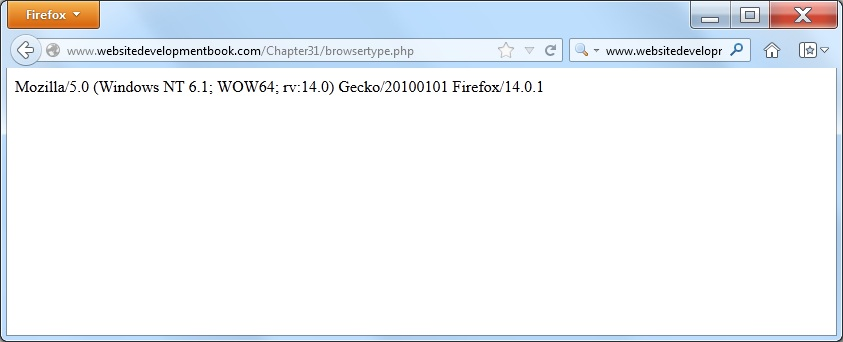 Firefox
www.websitedevelopmentbook.com/Chapter31/browsertype.php
www.websitedevelopr
Mozilla/5.0 (Windows NT 6.1; WOW64; rv:14.0) Gecko/20100101 Firefox/14.0.1